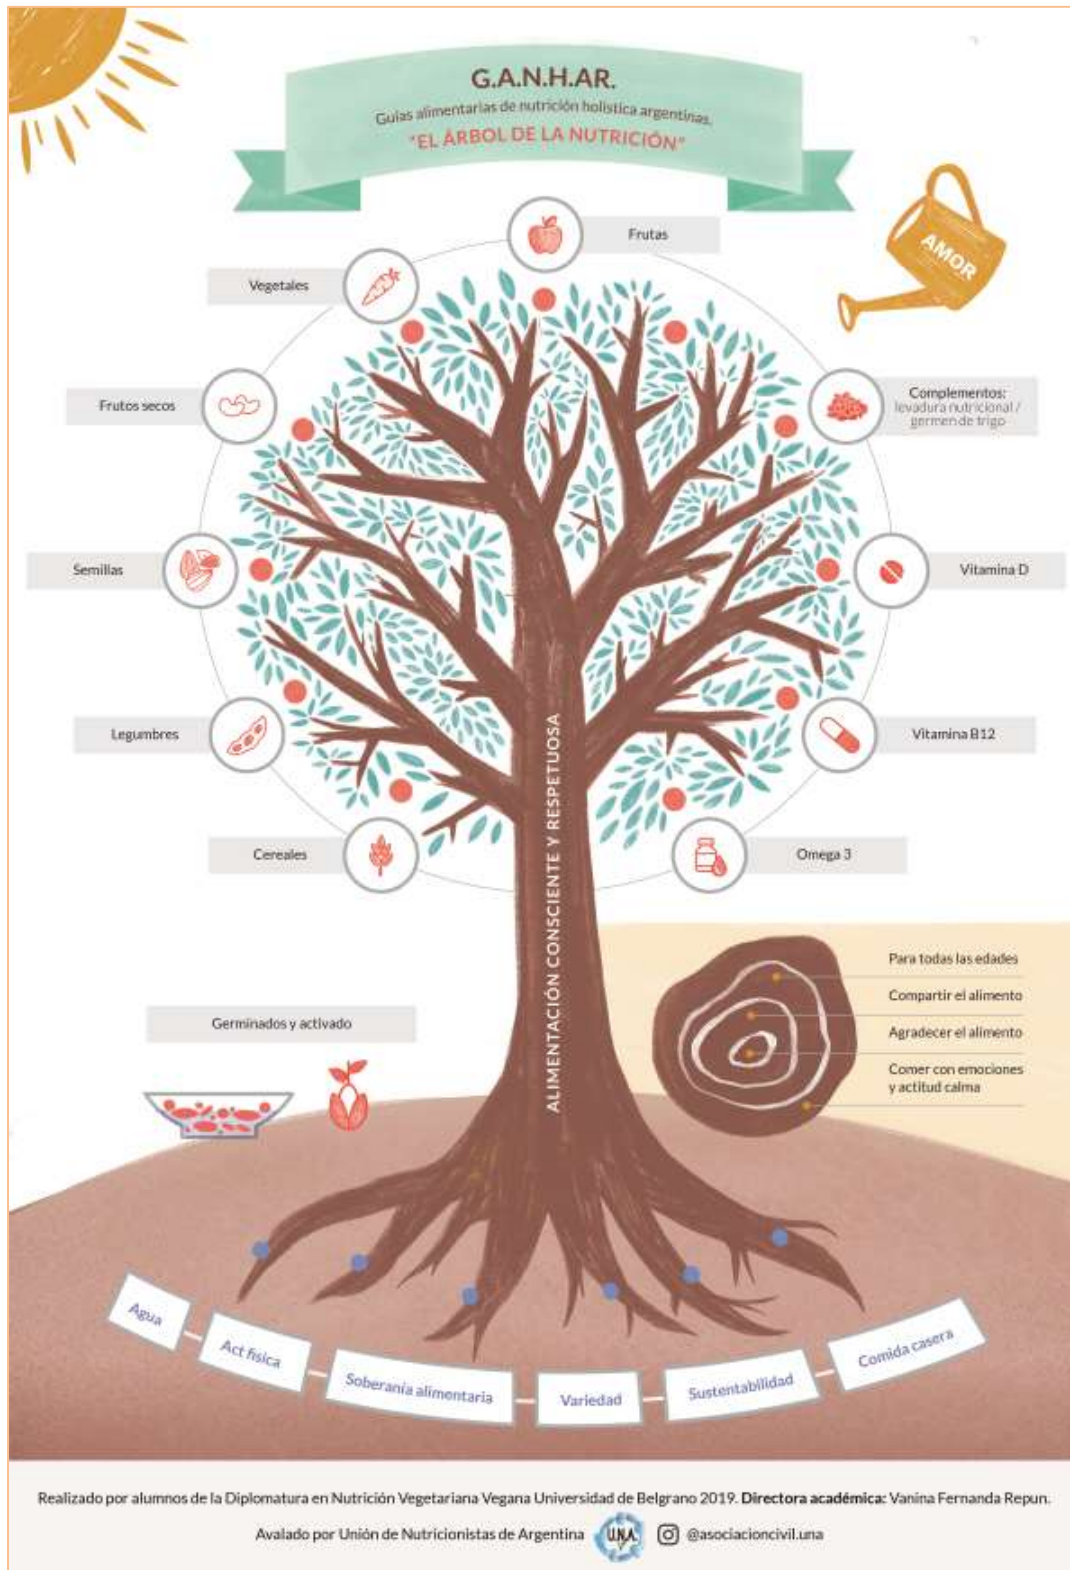 G.A.N.H.AR.
Guías alimentarias de nutrición holística argentinas.
"EL ÁRBOL DE LA NUTRICIÓN"
AMOR
Frutas
Vegetales
Frutos secos
Complementos:
levadura nutricional /
germen de trigo
Semillas
Vitamina D
Legumbres
Vitamina B12
Cereales
Omega 3
ALIMENTACIÓN CONSCIENTE Y RESPETUOSA
Para todas las edades
Compartir el alimento
Agradecer el alimento
Comer con emociones
y actitud calma
Germinados y activado
Agua
Act física
Soberanía alimentaria
Variedad
Sustentabilidad
Comida casera
Realizado por alumnos de la Diplomatura en Nutrición Vegetariana Vegana Universidad de Belgrano 2019. Directora académica: Vanina Fernanda Repun.
Avalado por Unión de Nutricionistas de Argentina U.N.A. @asociacioncivil.una